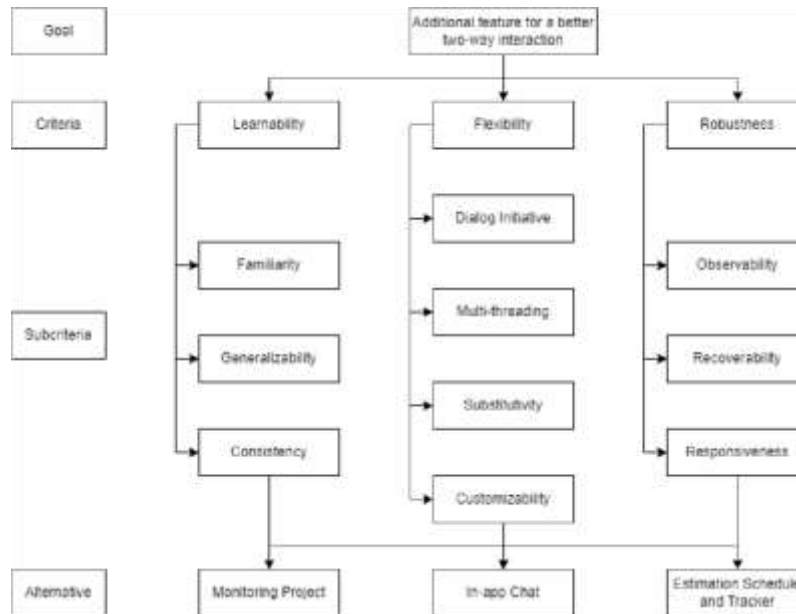 Goal
Additional feature for a better
two-way interaction
Criteria
Learnability
Flexibility
Robustness
Dialog Initiative
Familiarity
Observability
Subcriteria
Multi-threading
Generalizability
Recoverability
Substitutivity
Consistency
Responsiveness
Customizability
Alternative
Monitoring Project
In-app Chat
Estimation Schedule
and Tracker